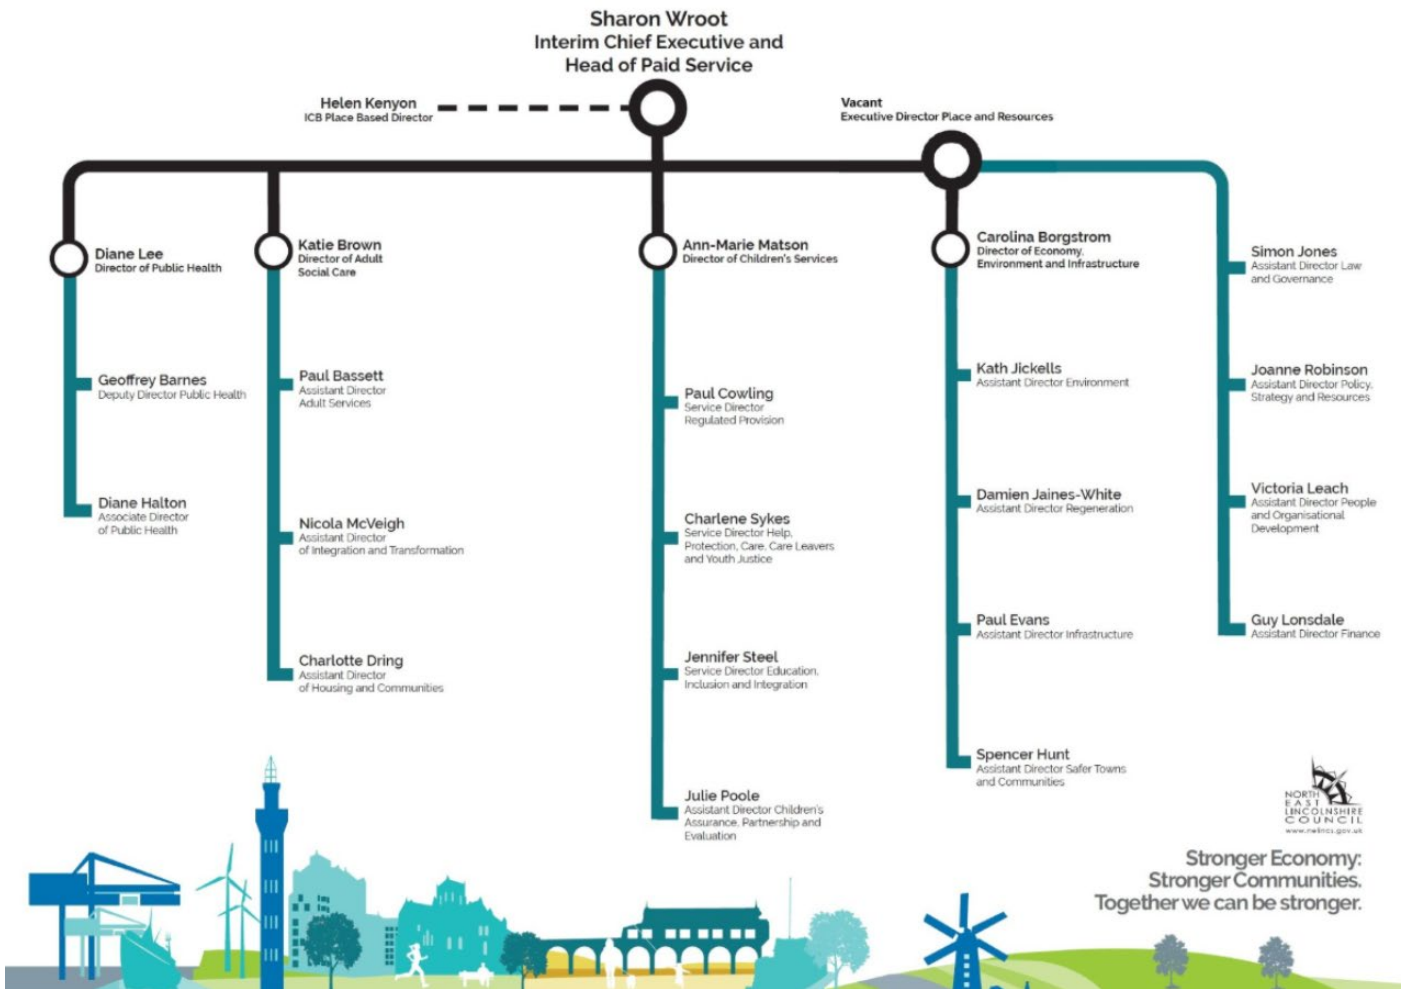 Sharon Wroot
Interim Chief Executive and
Head of Paid Service
Helen Kenyon
ICB Place Based Director
Vacant
Executive Director Place and Resources
Diane Lee
Director of Public Health
Geoffrey Barnes
Deputy Director Public Health
Diane Halton
Associate Director
of Public Health
Katie Brown
Director of Adult
Social Care
Paul Bassett
Assistant Director
Adult Services
Nicola McVeigh
Assistant Director
of Integration and Transformation
Charlotte Dring
Assistant Director
of Housing and Communities
Ann-Marie Matson
Director of Children's Services
Paul Cowling
Service Director
Regulated Provision
Charlene Sykes
Service Director Help,
Protection, Care, Care Leavers
and Youth Justice
Jennifer Steel
Service Director Education,
Inclusion and Integration
Julie Poole
Assistant Director Children's
Assurance, Partnership and
Evaluation
Carolina Borgstrom
Director of Economy,
Environment and Infrastructure
Kath Jickells
Assistant Director Environment
Damien Jaines-White
Assistant Director Regeneration
Paul Evans
Assistant Director Infrastructure
Spencer Hunt
Assistant Director Safer Towns
and Communities
Simon Jones
Assistant Director Law
and Governance
Joanne Robinson
Assistant Director Policy,
Strategy and Resources
Victoria Leach
Assistant Director People
and Organisational
Development
Guy Lonsdale
Assistant Director Finance
NORTH
EAST
LINCOLNSHIRE
COUNCIL
www.nelincs.gov.uk
Stronger Economy:
Stronger Communities.
Together we can be stronger.